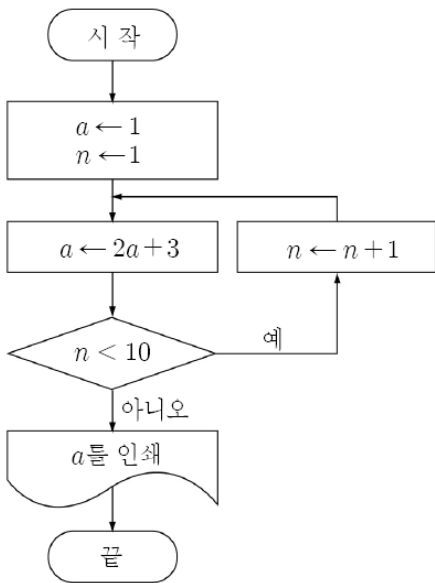 시 작
a ← 1
n ← 1
a ← 2a + 3
n ← n + 1
n < 10
예
아니오
a를 인쇄
끝